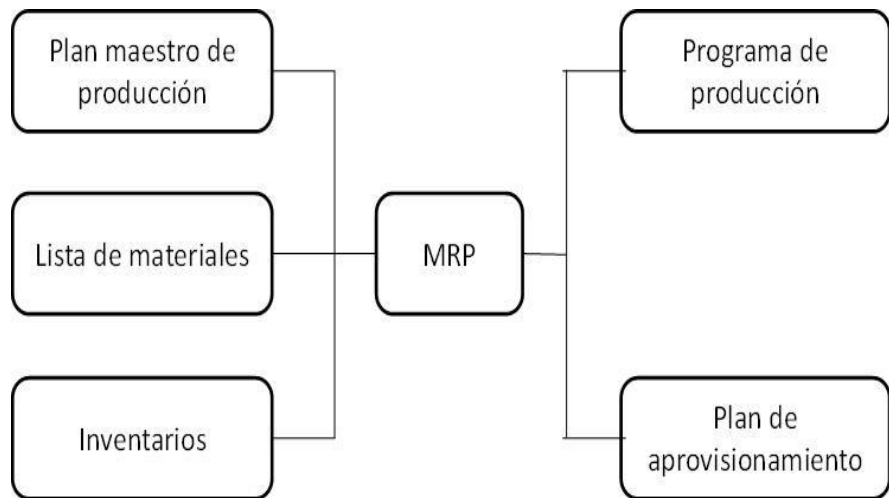 Plan maestro de
producción
Lista de materiales
Inventarios
MRP
Programa de
producción
Plan de
aprovisionamiento